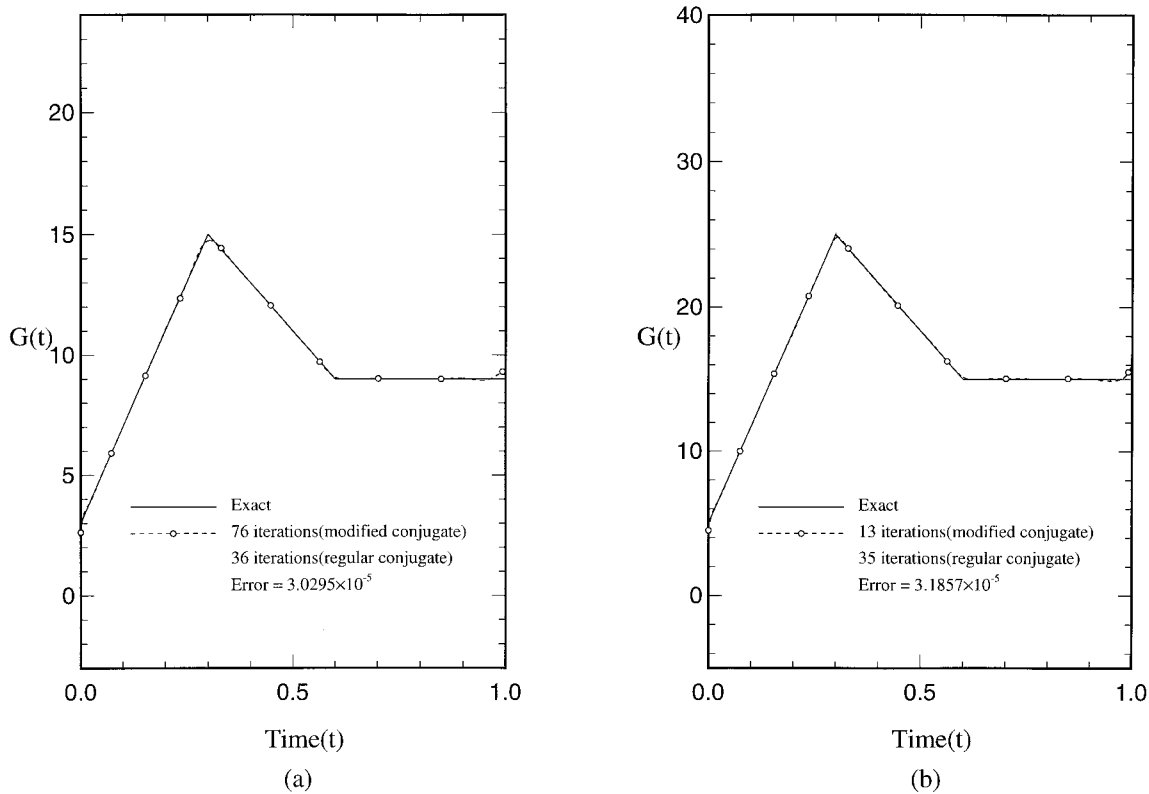 20
15
G(t)
10
5
0
Exact
76 iterations(modified conjugate)
36 iterations(regular conjugate)
Error = 3.0295×10⁻⁵
0.0 0.5 1.0
Time(t)
(a)
40
30
G(t)
20
10
0
Exact
13 iterations(modified conjugate)
35 iterations(regular conjugate)
Error = 3.1857×10⁻⁵
0.0 0.5 1.0
Time(t)
(b)